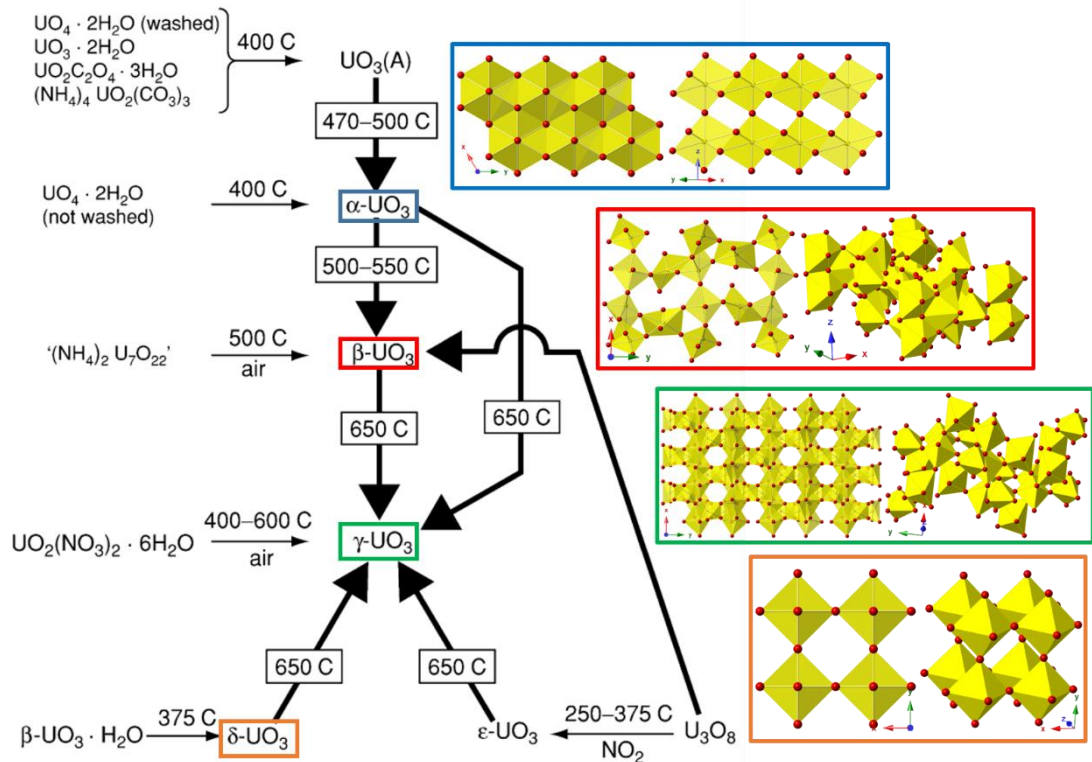 UO₄ · 2H₂O (washed)
UO₃ · 2H₂O
UO₂C₂O₄ · 3H₂O
(NH₄)₄ UO₂(CO₃)₃
400 C
UO₃(A)
470–500 C
UO₄ · 2H₂O
(not washed)
400 C
α-UO₃
500–550 C
'(NH₄)₂ U₇O₂₂'
500 C
air
β-UO₃
650 C
650 C
UO₂(NO₃)₂ · 6H₂O
400–600 C
air
γ-UO₃
650 C
650 C
β-UO₃ · H₂O
375 C
δ-UO₃
ε-UO₃
250–375 C
NO₂
U₃O₈
x
y
z
y
x
x
y
z
y
x
y
y
y
x
y
z
x